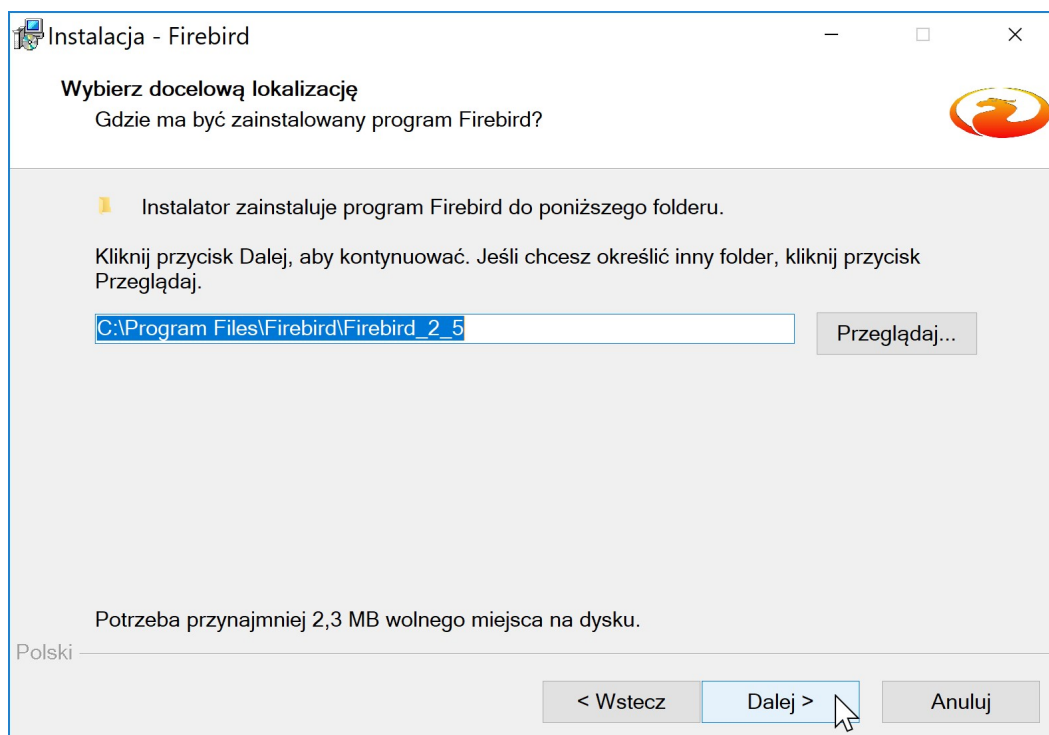 Instalacja - Firebird
Wybierz docelową lokalizację
Gdzie ma być zainstalowany program Firebird?
Instalator zainstaluje program Firebird do poniższego folderu.
Kliknij przycisk Dalej, aby kontynuować. Jeśli chcesz określić inny folder, kliknij przycisk
Przeglądaj.
C:\Program Files\Firebird\Firebird_2_5
Przeglądaj...
Potrzeba przynajmniej 2,3 MB wolnego miejsca na dysku.
Polski
< Wstecz
Dalej >
Anuluj